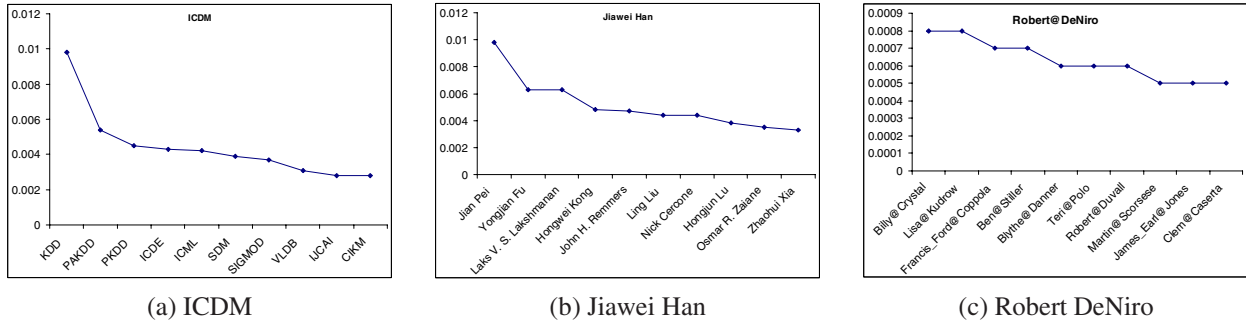 ICDM
0.012
0.01
0.008
0.006
0.004
0.002
0
KDD
PAKDD
PKDD
ICDE
ICML
SDM
SIGMOD
VLDB
IJCAI
CIKM
(a) ICDM
Jiawei Han
0.012
0.01
0.008
0.006
0.004
0.002
0
Jian Pei
Yongjian Fu
Laks V. S. Lakshmanan
Hongwei Kong
John H. Remmers
Ling Liu
Nick Cercone
Hongjun Lu
Osmar R. Zaiane
Zhaohui Xia
(b) Jiawei Han
Robert@DeNiro
0.0009
0.0008
0.0007
0.0006
0.0005
0.0004
0.0003
0.0002
0.0001
0
Billy@Crystal
Lisa@Kudrow
Francis_Ford@Coppola
Ben@Stiller
Blythe@Danner
Teri@Polo
Robert@Duvall
Martin@Scorsese
James_Earl@Jones
Clem@Caserta
(c) Robert DeNiro